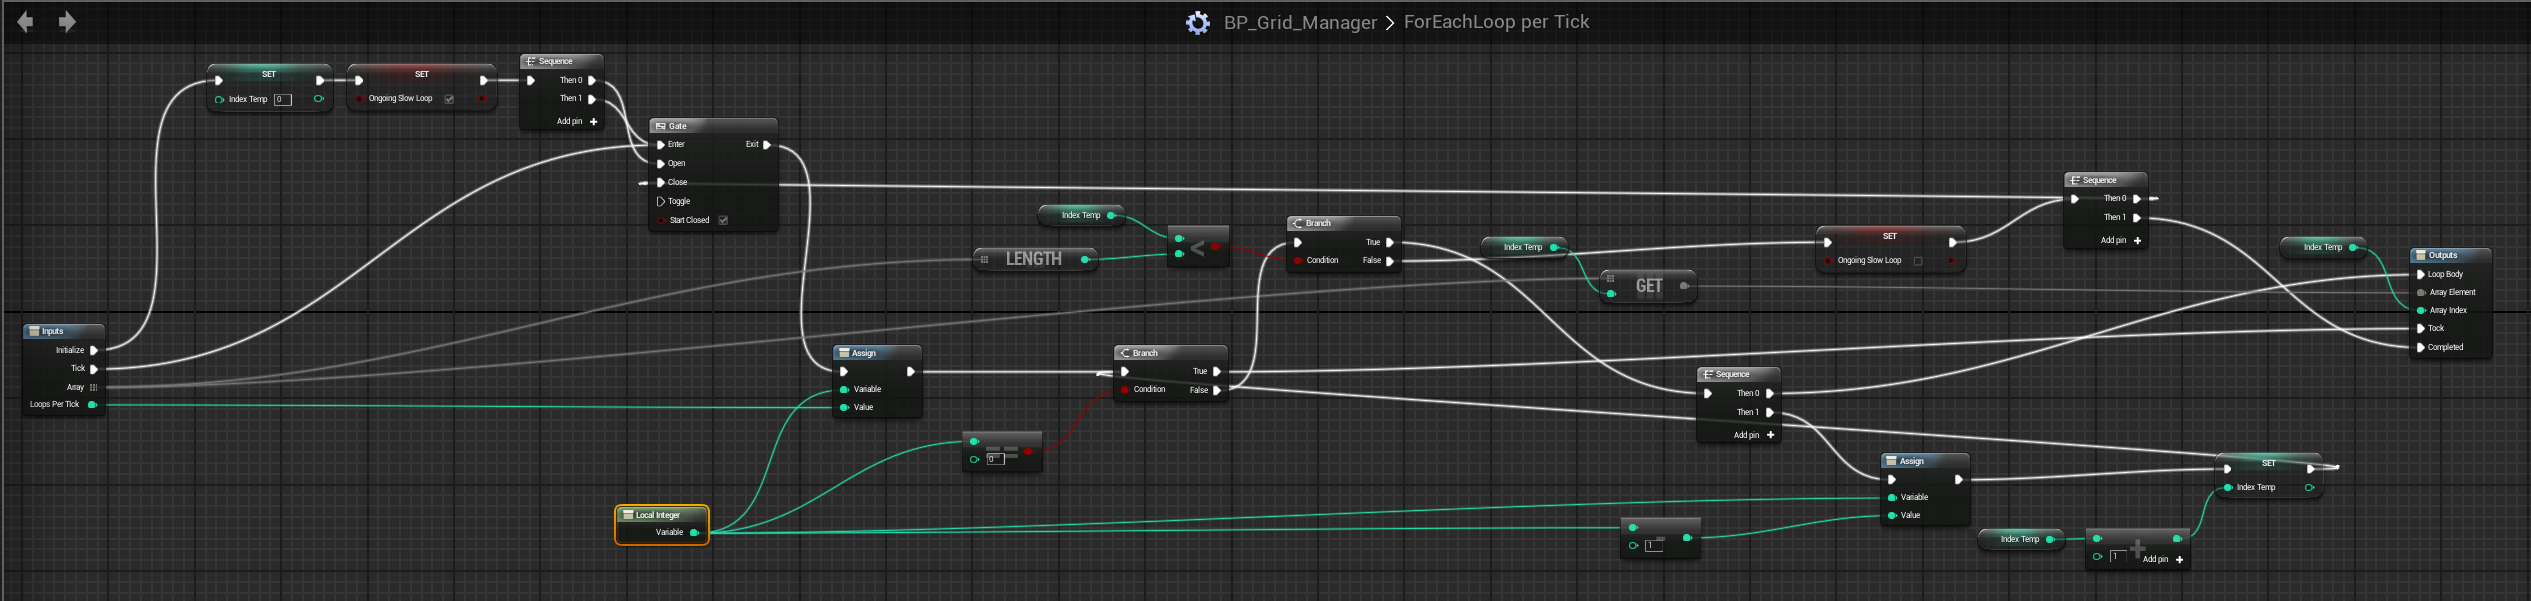 BP_Grid_Manager > ForEachLoop per Tick
SET
Index Temp 0
SET
Ongoing Slow Loop
Sequence
Then 0
Then 1
Add pin +
Gate
Enter Exit
Open
Close
Toggle
Start Closed
Index Temp
LENGTH
<
Branch
True
Condition False
Index Temp
GET
SET
Ongoing Slow Loop
Sequence
Then 0
Then 1
Add pin +
Index Temp
Outputs
Loop Body
Array Element
Array Index
Tock
Completed
Inputs
Initialize
Tick
Array
Loops Per Tick
Assign
Variable
Value
Branch
True
Condition False
==
0
Local Integer
Variable
Sequence
Then 0
Then 1
Add pin +
Assign
Variable
Value
-
1
SET
Index Temp
Index Temp
+
1 Add pin +